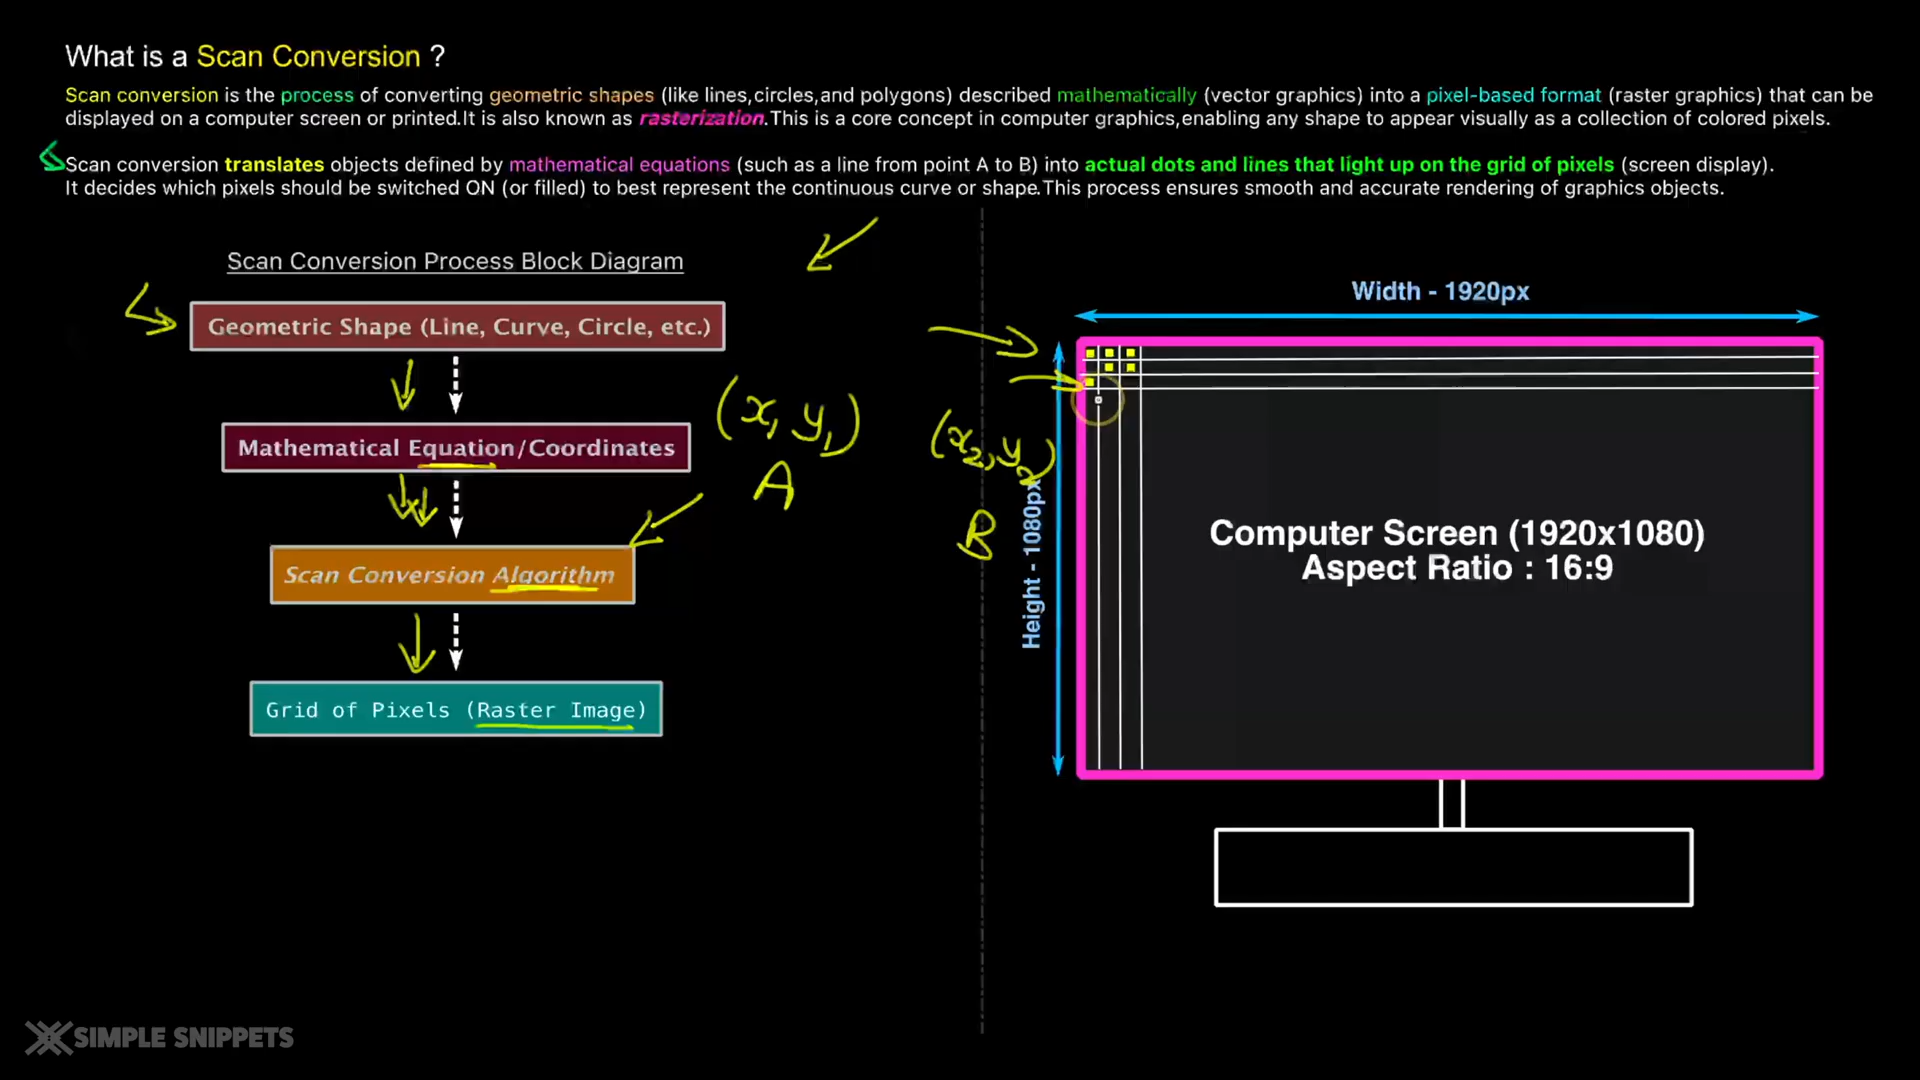 What is a Scan Conversion ?
Scan conversion is the process of converting geometric shapes (like lines,circles,and polygons) described mathematically (vector graphics) into a pixel-based format (raster graphics) that can be
displayed on a computer screen or printed.It is also known as rasterization.This is a core concept in computer graphics,enabling any shape to appear visually as a collection of colored pixels.
Scan conversion translates objects defined by mathematical equations (such as a line from point A to B) into actual dots and lines that light up on the grid of pixels (screen display).
It decides which pixels should be switched ON (or filled) to best represent the continuous curve or shape.This process ensures smooth and accurate rendering of graphics objects.
Scan Conversion Process Block Diagram
Geometric Shape (Line, Curve, Circle, etc.)
Mathematical Equation/Coordinates
Scan Conversion Algorithm
Grid of Pixels (Raster Image)
(x1 y1)
A
(x2, y2)
B
Width - 1920px
Height - 1080px
Computer Screen (1920x1080)
Aspect Ratio : 16:9
SIMPLE SNIPPETS